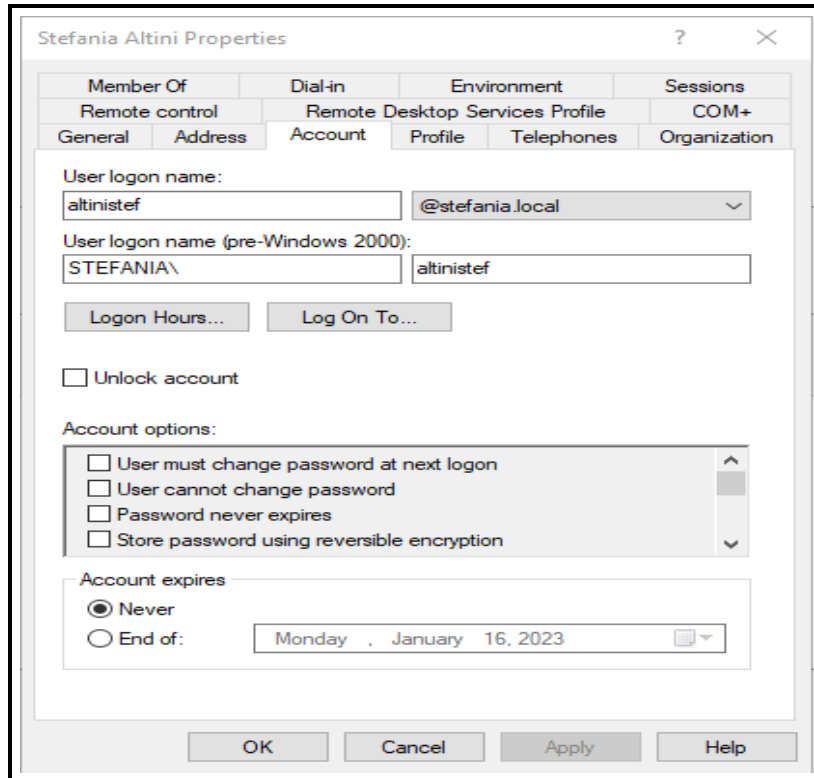 Stefania Altini Properties ? ×
Member Of Dial-in Environment Sessions
Remote control Remote Desktop Services Profile COM+
General Address Account Profile Telephones Organization
User logon name:
altinistef @stefania.local
User logon name (pre-Windows 2000):
STEFANIA\ altinistef
Logon Hours... Log On To...
Unlock account
Account options:
User must change password at next logon
User cannot change password
Password never expires
Store password using reversible encryption
Account expires
Never
End of: Monday , January 16, 2023
OK Cancel Apply Help